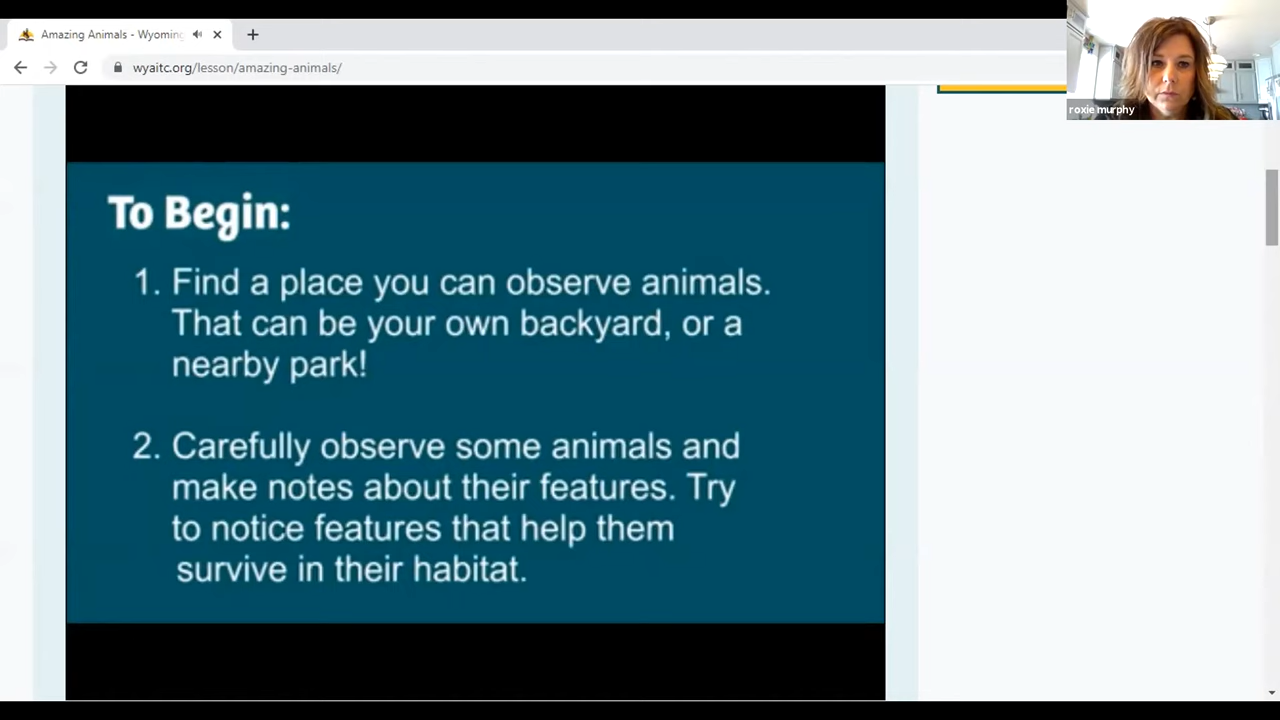 Amazing Animals - Wyoming
wyaitc.org/lesson/amazing-animals/
roxie murphy
To Begin:
1. Find a place you can observe animals.
That can be your own backyard, or a
nearby park!
2. Carefully observe some animals and
make notes about their features. Try
to notice features that help them
survive in their habitat.